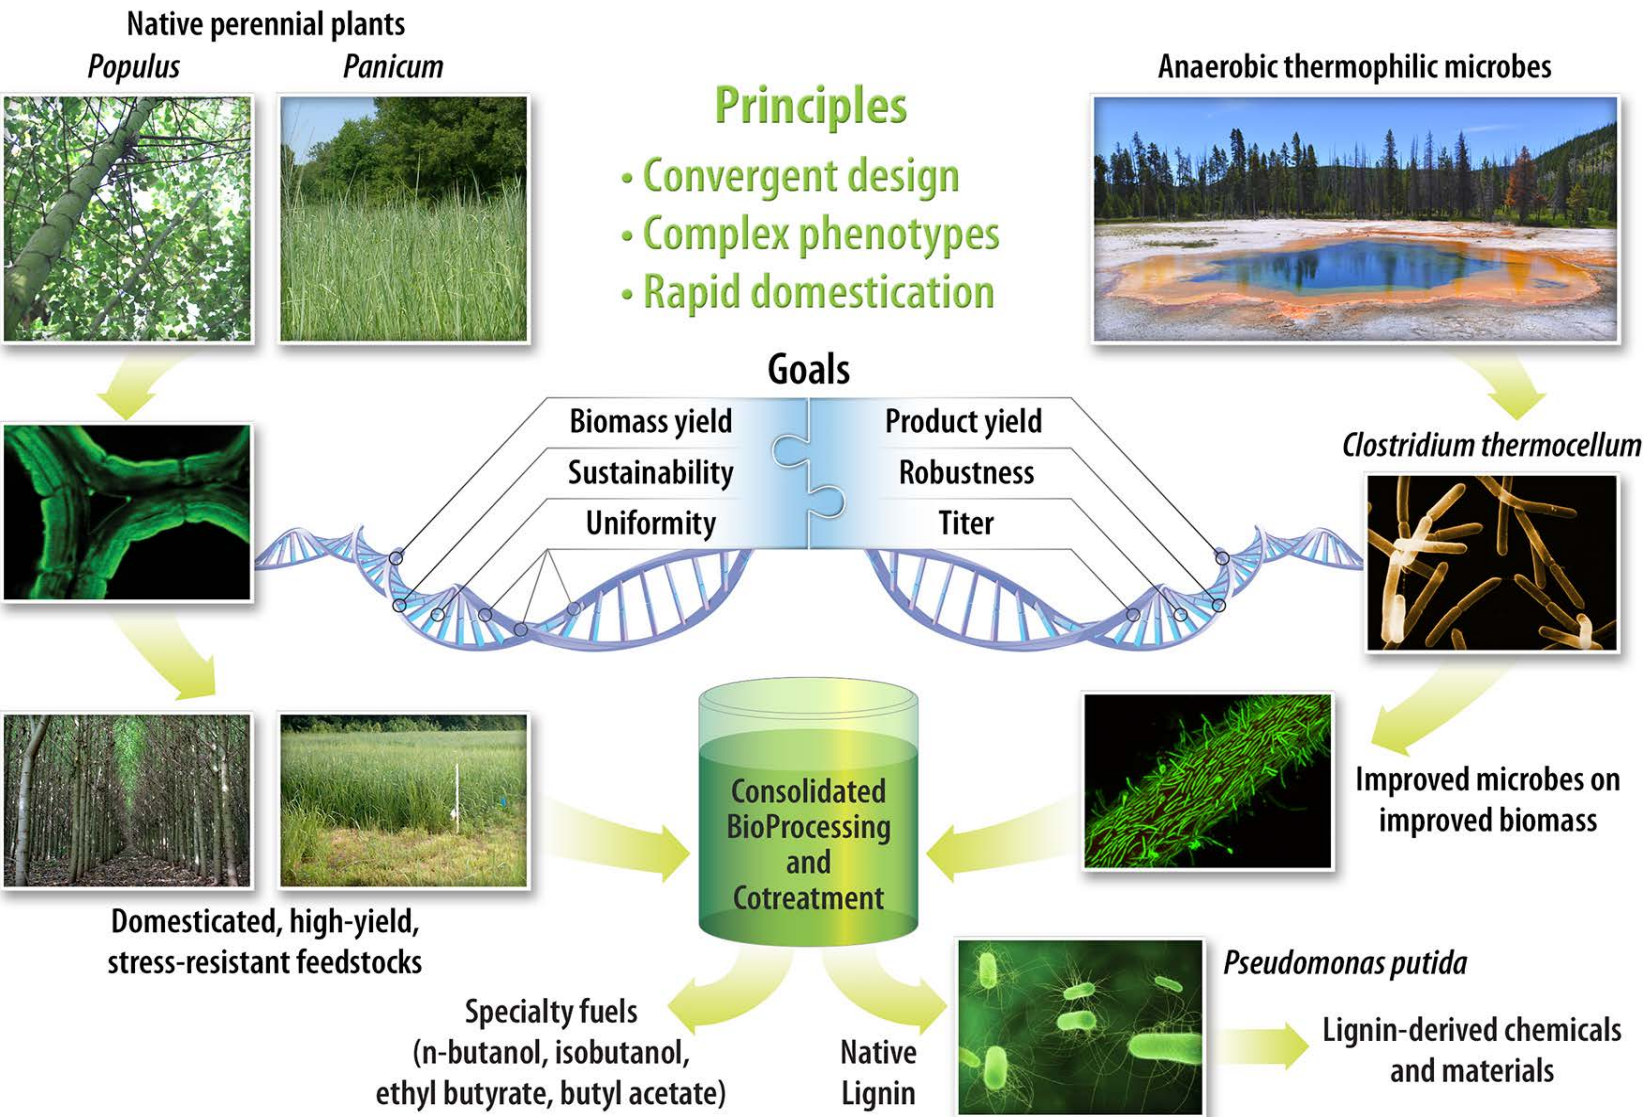 Native perennial plants
Populus
Panicum
Principles
• Convergent design
• Complex phenotypes
• Rapid domestication
Anaerobic thermophilic microbes
Goals
Biomass yield
Sustainability
Uniformity
Product yield
Robustness
Titer
Clostridium thermocellum
Improved microbes on
improved biomass
Consolidated
BioProcessing
and
Cotreatment
Domesticated, high-yield,
stress-resistant feedstocks
Specialty fuels
(n-butanol, isobutanol,
ethyl butyrate, butyl acetate)
Native
Lignin
Pseudomonas putida
Lignin-derived chemicals
and materials